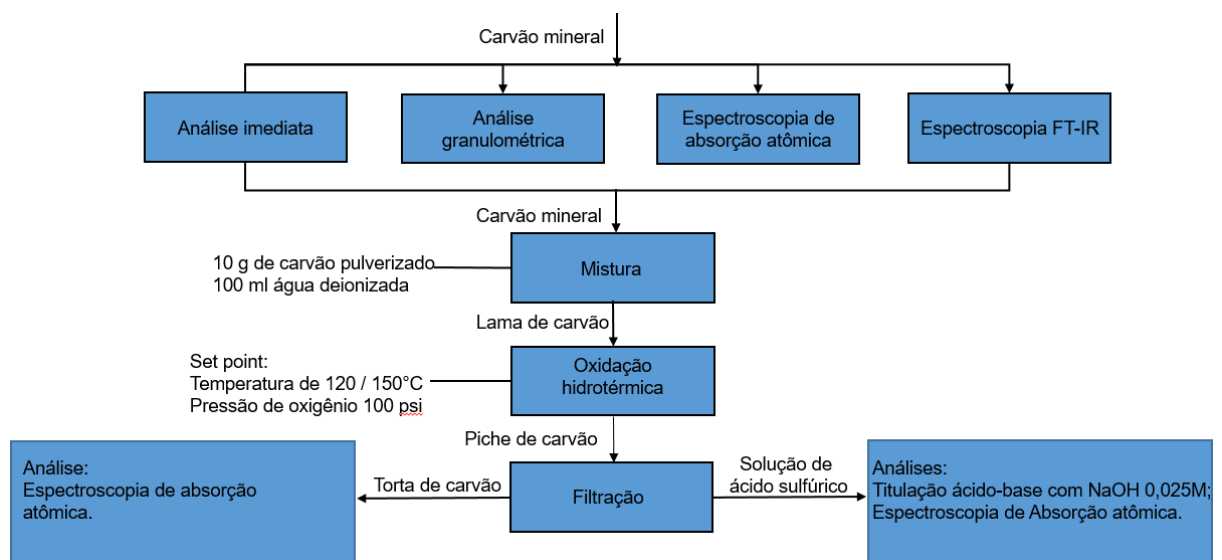 Carvão mineral
Análise imediata
Análise
granulométrica
Espectroscopia de
absorção atômica
Espectroscopia FT-IR
Carvão mineral
10 g de carvão pulverizado
100 ml água deionizada
Mistura
Lama de carvão
Set point:
Temperatura de 120 / 150°C
Pressão de oxigênio 100 psi
Oxidação
hidrotérmica
Piche de carvão
Análise:
Espectroscopia de absorção
atômica.
Torta de carvão
Filtração
Solução de
ácido sulfúrico
Análises:
Titulação ácido-base com NaOH 0,025M;
Espectroscopia de Absorção atômica.